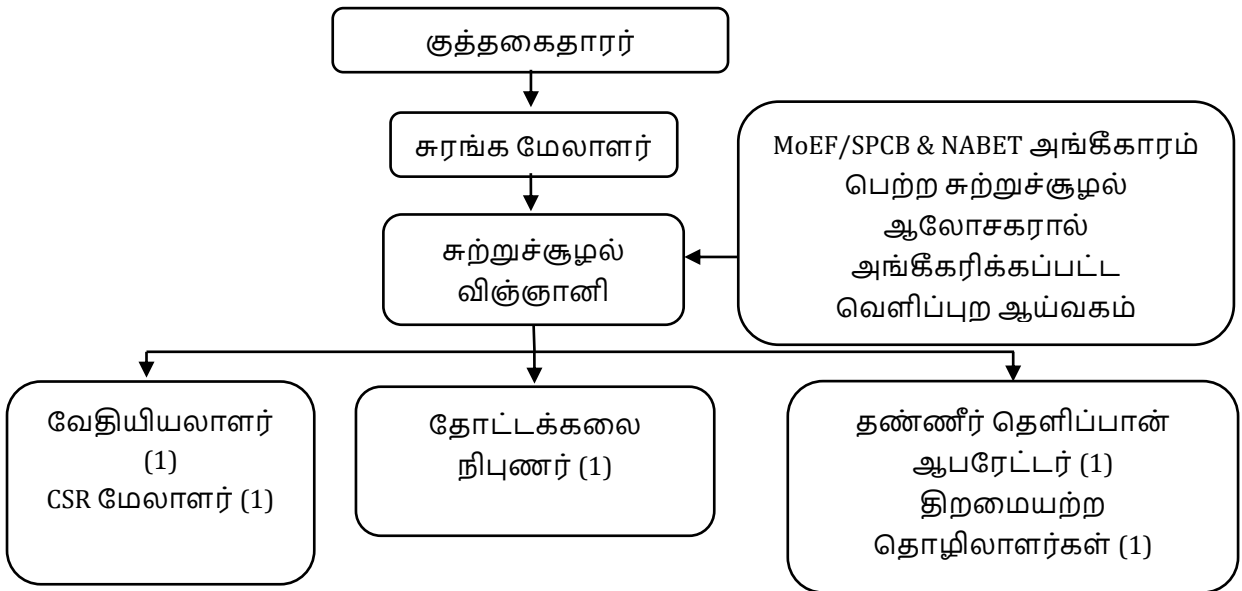 குத்தகைதாரர்
சுரங்க மேலாளர்
MoEF/SPCB & NABET அங்கீகாரம்
பெற்ற சுற்றுச்சூழல்
ஆலோசகரால்
அங்கீகரிக்கப்பட்ட
வெளிப்புற ஆய்வகம்
சுற்றுச்சூழல்
விஞ்ஞானி
வேதியியலாளர்
(1)
CSR மேலாளர் (1)
தோட்டக்கலை
நிபுணர் (1)
தண்ணீர் தெளிப்பான்
ஆபரேட்டர் (1)
திறமையற்ற
தொழிலாளர்கள் (1)